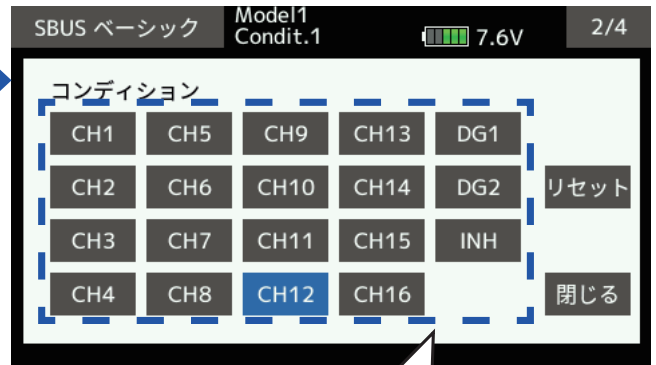 SBUS ベーシック Model1 Condit.1 7.6V 2/4
コンディション
CH1 CH5 CH9 CH13 DG1
CH2 CH6 CH10 CH14 DG2 リセット
CH3 CH7 CH11 CH15 INH
CH4 CH8 CH12 CH16 閉じる